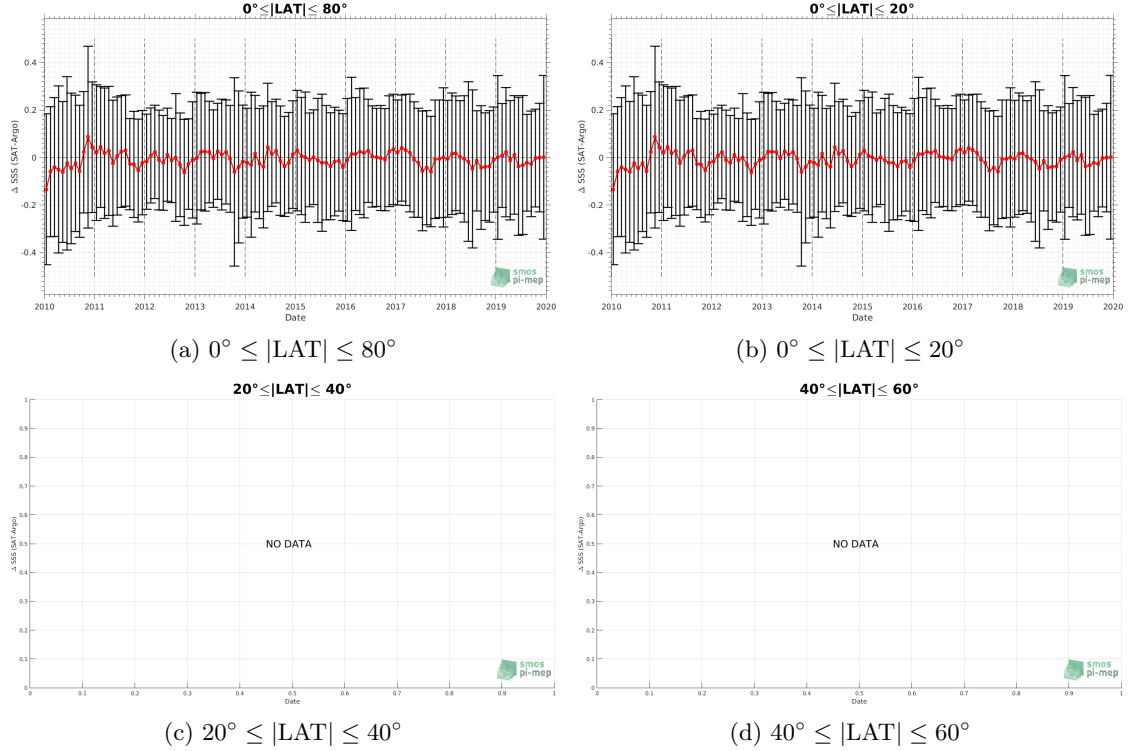 0°≤|LAT|≤ 80°
Δ SSS (SAT-Argo)
0.4
0.2
0
-0.2
-0.4
2010 2011 2012 2013 2014 2015 2016 2017 2018 2019 2020
Date
smos
pi-mep
(a) 0° ≤ |LAT| ≤ 80°
0°≤|LAT|≤ 20°
Δ SSS (SAT-Argo)
0.4
0.2
0
-0.2
-0.4
2010 2011 2012 2013 2014 2015 2016 2017 2018 2019 2020
Date
smos
pi-mep
(b) 0° ≤ |LAT| ≤ 20°
20°≤|LAT|≤ 40°
Δ SSS (SAT-Argo)
1
0.9
0.8
0.7
0.6
0.5
0.4
0.3
0.2
0.1
0
NO DATA
0 0.1 0.2 0.3 0.4 0.5 0.6 0.7 0.8 0.9 1
Date
smos
pi-mep
(c) 20° ≤ |LAT| ≤ 40°
40°≤|LAT|≤ 60°
Δ SSS (SAT-Argo)
1
0.9
0.8
0.7
0.6
0.5
0.4
0.3
0.2
0.1
0
NO DATA
0 0.1 0.2 0.3 0.4 0.5 0.6 0.7 0.8 0.9 1
Date
smos
pi-mep
(d) 40° ≤ |LAT| ≤ 60°